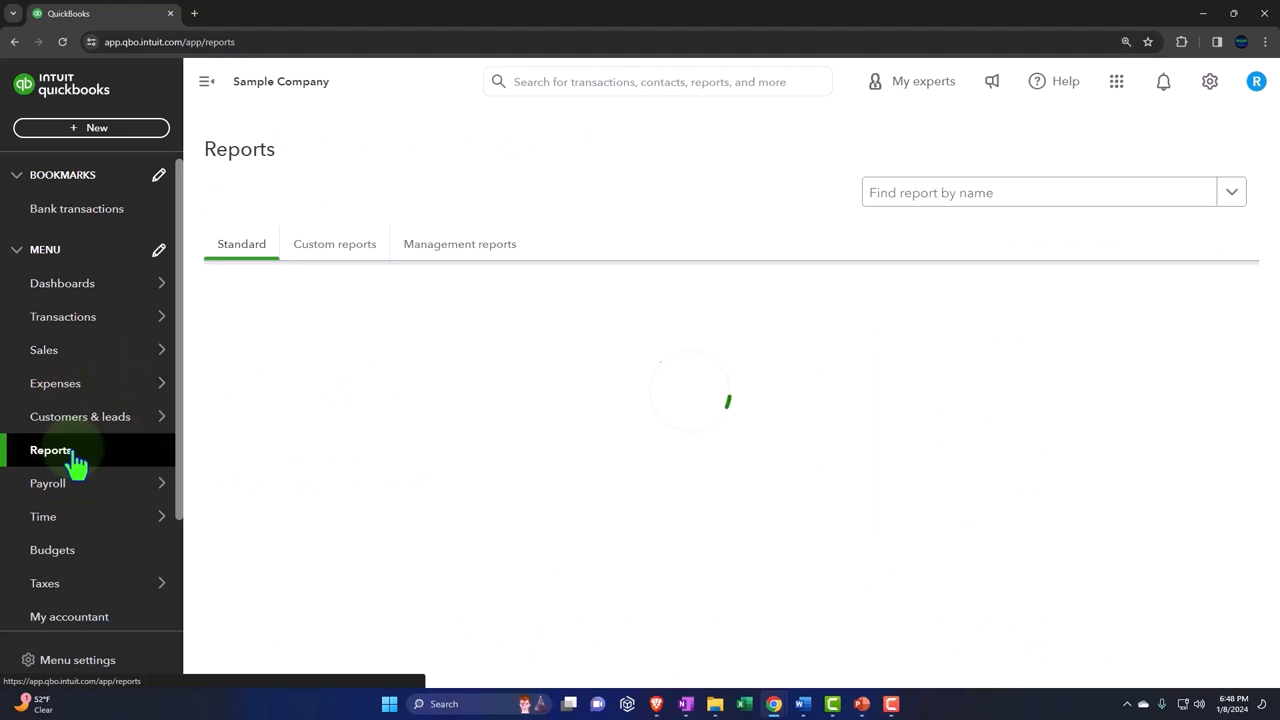 QuickBooks
app.qbo.intuit.com/app/reports
INTUIT
quickbooks
Sample Company
Search for transactions, contacts, reports, and more
My experts
Help
R
+ New
Reports
BOOKMARKS
Find report by name
Bank transactions
Standard
Custom reports
Management reports
MENU
Dashboards
Transactions
Sales
Expenses
Customers & leads
Reports
Payroll
Time
Budgets
Taxes
My accountant
Menu settings
https://app.qbo.intuit.com/app/reports
52°F
Clear
Search
6:48 PM
1/8/2024